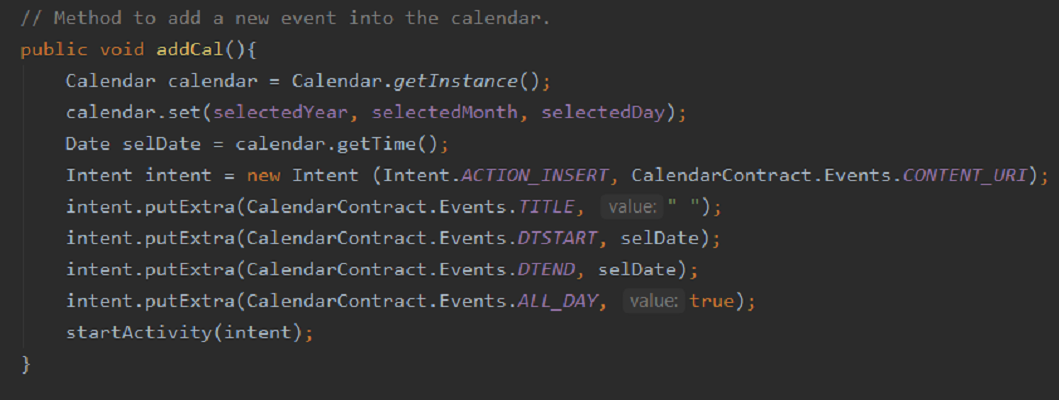 // Method to add a new event into the calendar.
public void addCal(){
Calendar calendar = Calendar.getInstance();
calendar.set(selectedYear, selectedMonth, selectedDay);
Date selDate = calendar.getTime();
Intent intent = new Intent (Intent.ACTION_INSERT, CalendarContract.Events.CONTENT_URI);
intent.putExtra(CalendarContract.Events.TITLE, value: " ");
intent.putExtra(CalendarContract.Events.DTSTART, selDate);
intent.putExtra(CalendarContract.Events.DTEND, selDate);
intent.putExtra(CalendarContract.Events.ALL_DAY, value: true);
startActivity(intent);
}